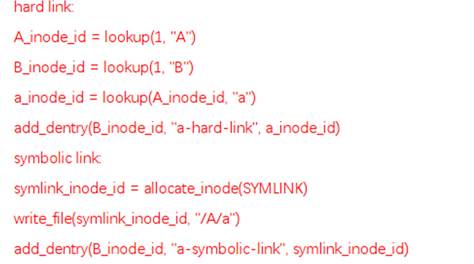 hard link:
A_inode_id = lookup(1, "A")
B_inode_id = lookup(1, "B")
a_inode_id = lookup(A_inode_id, "a")
add_dentry(B_inode_id, "a-hard-link", a_inode_id)
symbolic link:
symlink_inode_id = allocate_inode(SYMLINK)
write_file(symlink_inode_id, "/A/a")
add_dentry(B_inode_id, "a-symbolic-link", symlink_inode_id)